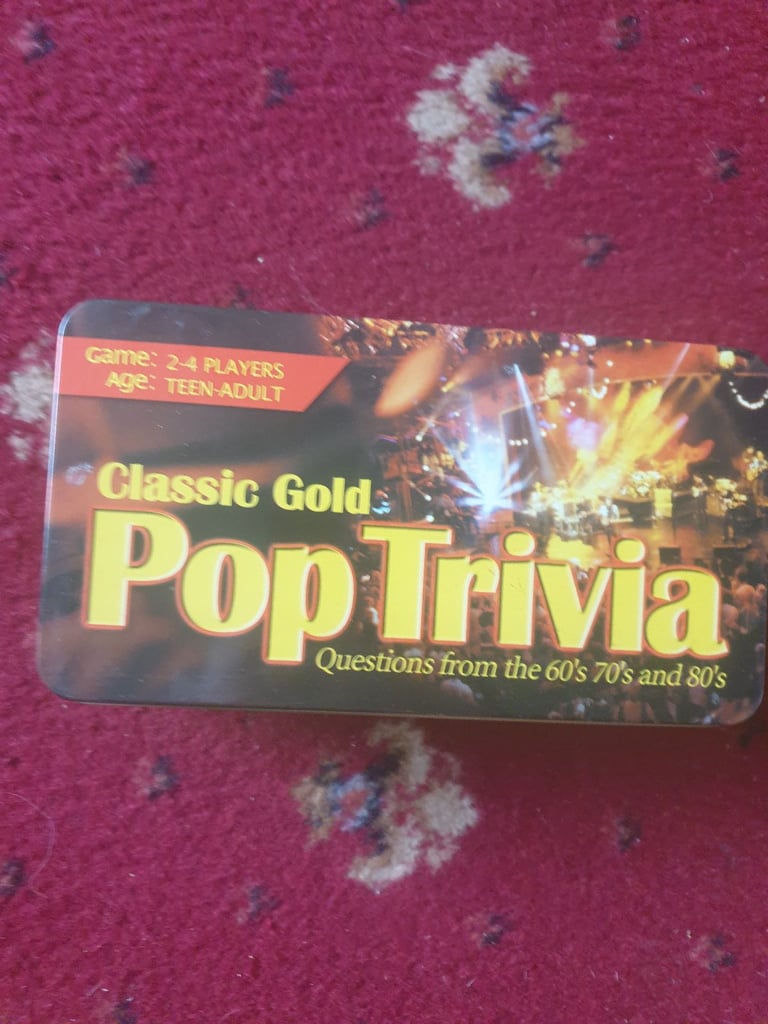 Game: 2-4 PLAYERS
Age: TEEN-ADULT
Classic Gold
Pop Trivia
Questions from the 60's 70's and 80's